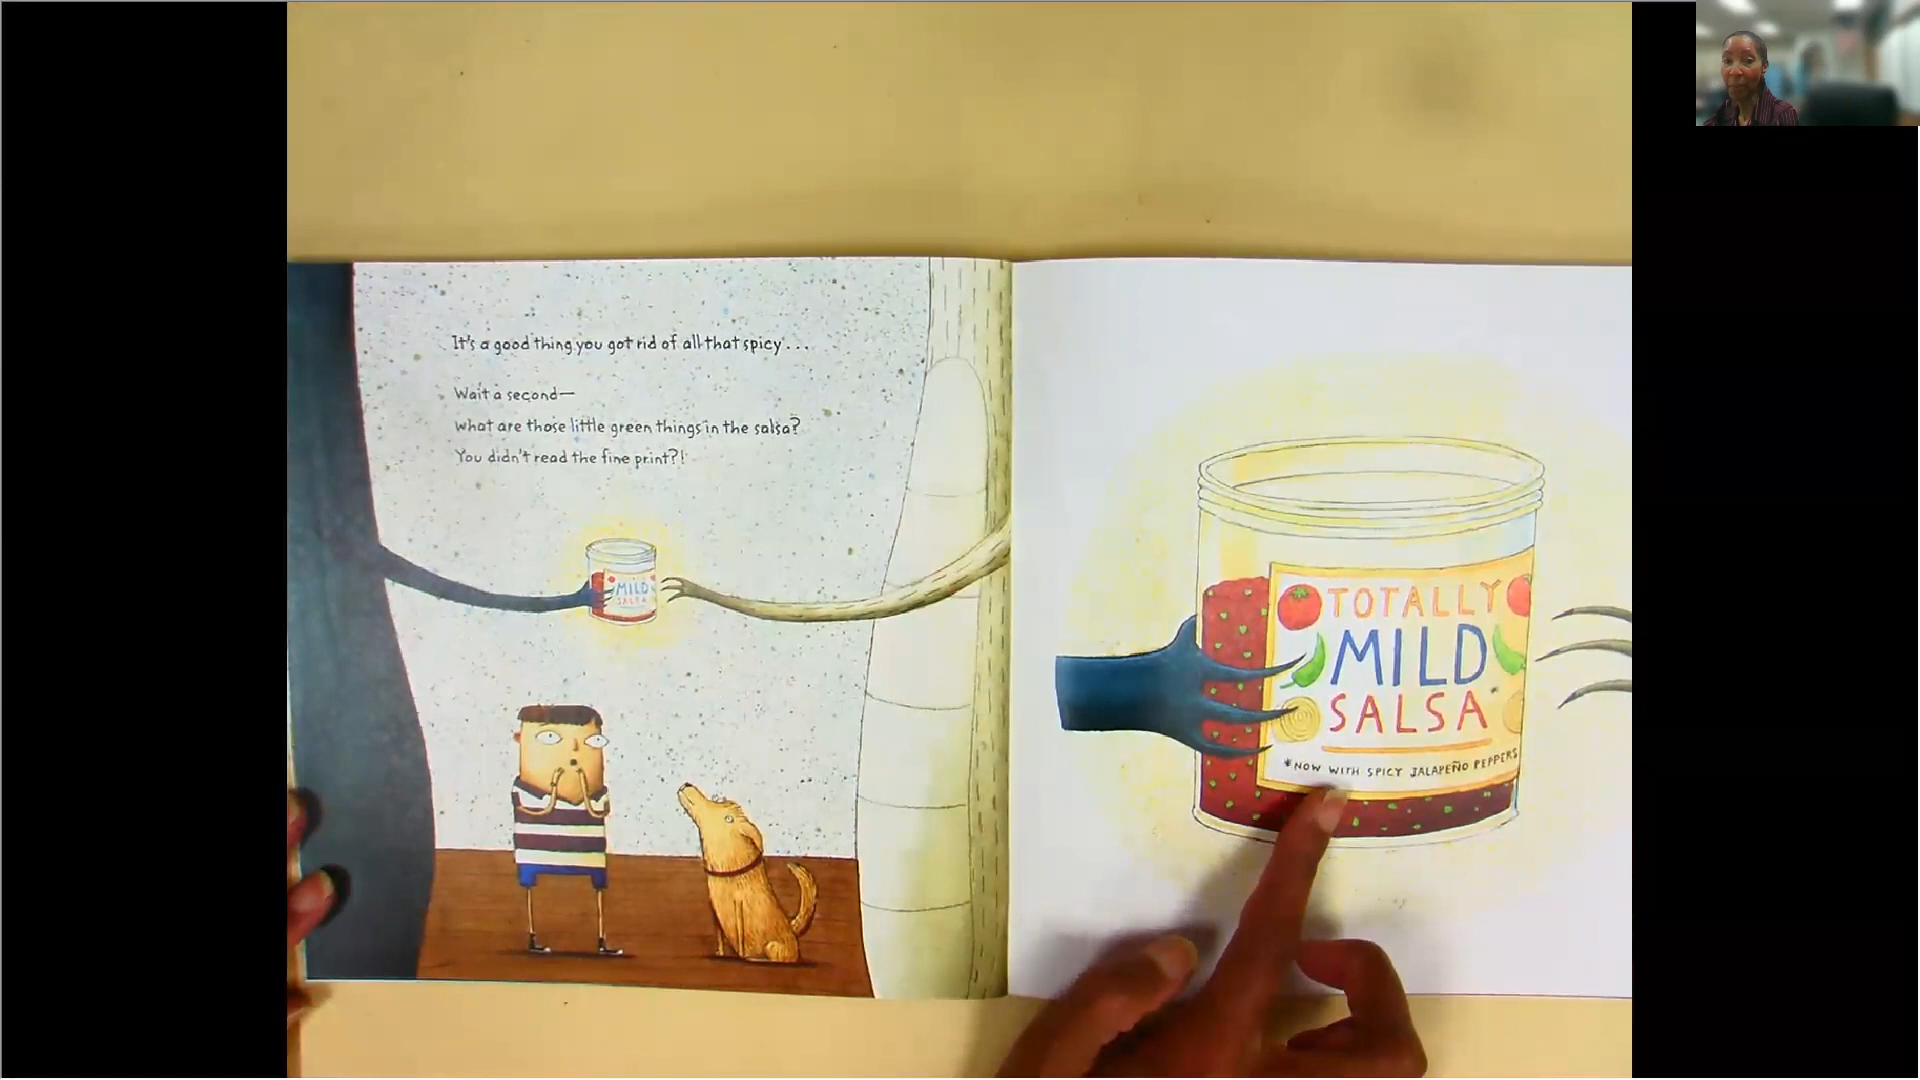 It's a good thing you got rid of all that spicy . . .
Wait a second—
what are those little green things in the salsa?
You didn't read the fine print?!
MILD
SALSA
TOTALLY
MILD
SALSA*
*NOW WITH SPICY JALAPEÑO PEPPERS